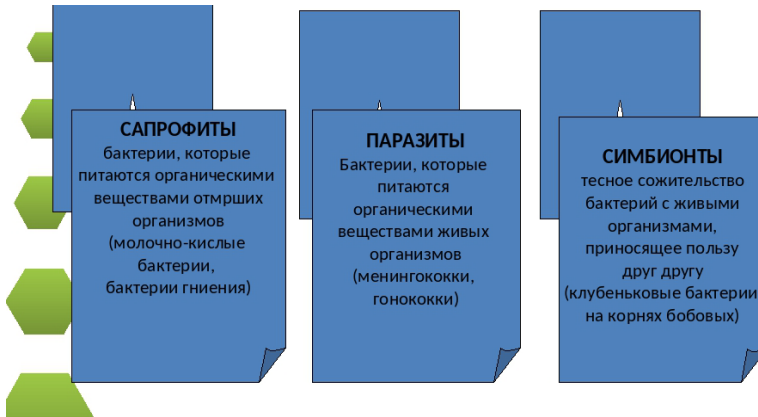 САПРОФИТЫ
бактерии, которые
питаются органическими
веществами отмрших
организмов
(молочно-кислые
бактерии,
бактерии гниения)
ПАРАЗИТЫ
Бактерии, которые
питаются
органическими
веществами живых
организмов
(менингококки,
гонококки)
СИМБИОНТЫ
тесное сожительство
бактерий с живыми
организмами,
приносящее пользу
друг другу
(клубеньковые бактерии
на корнях бобовых)